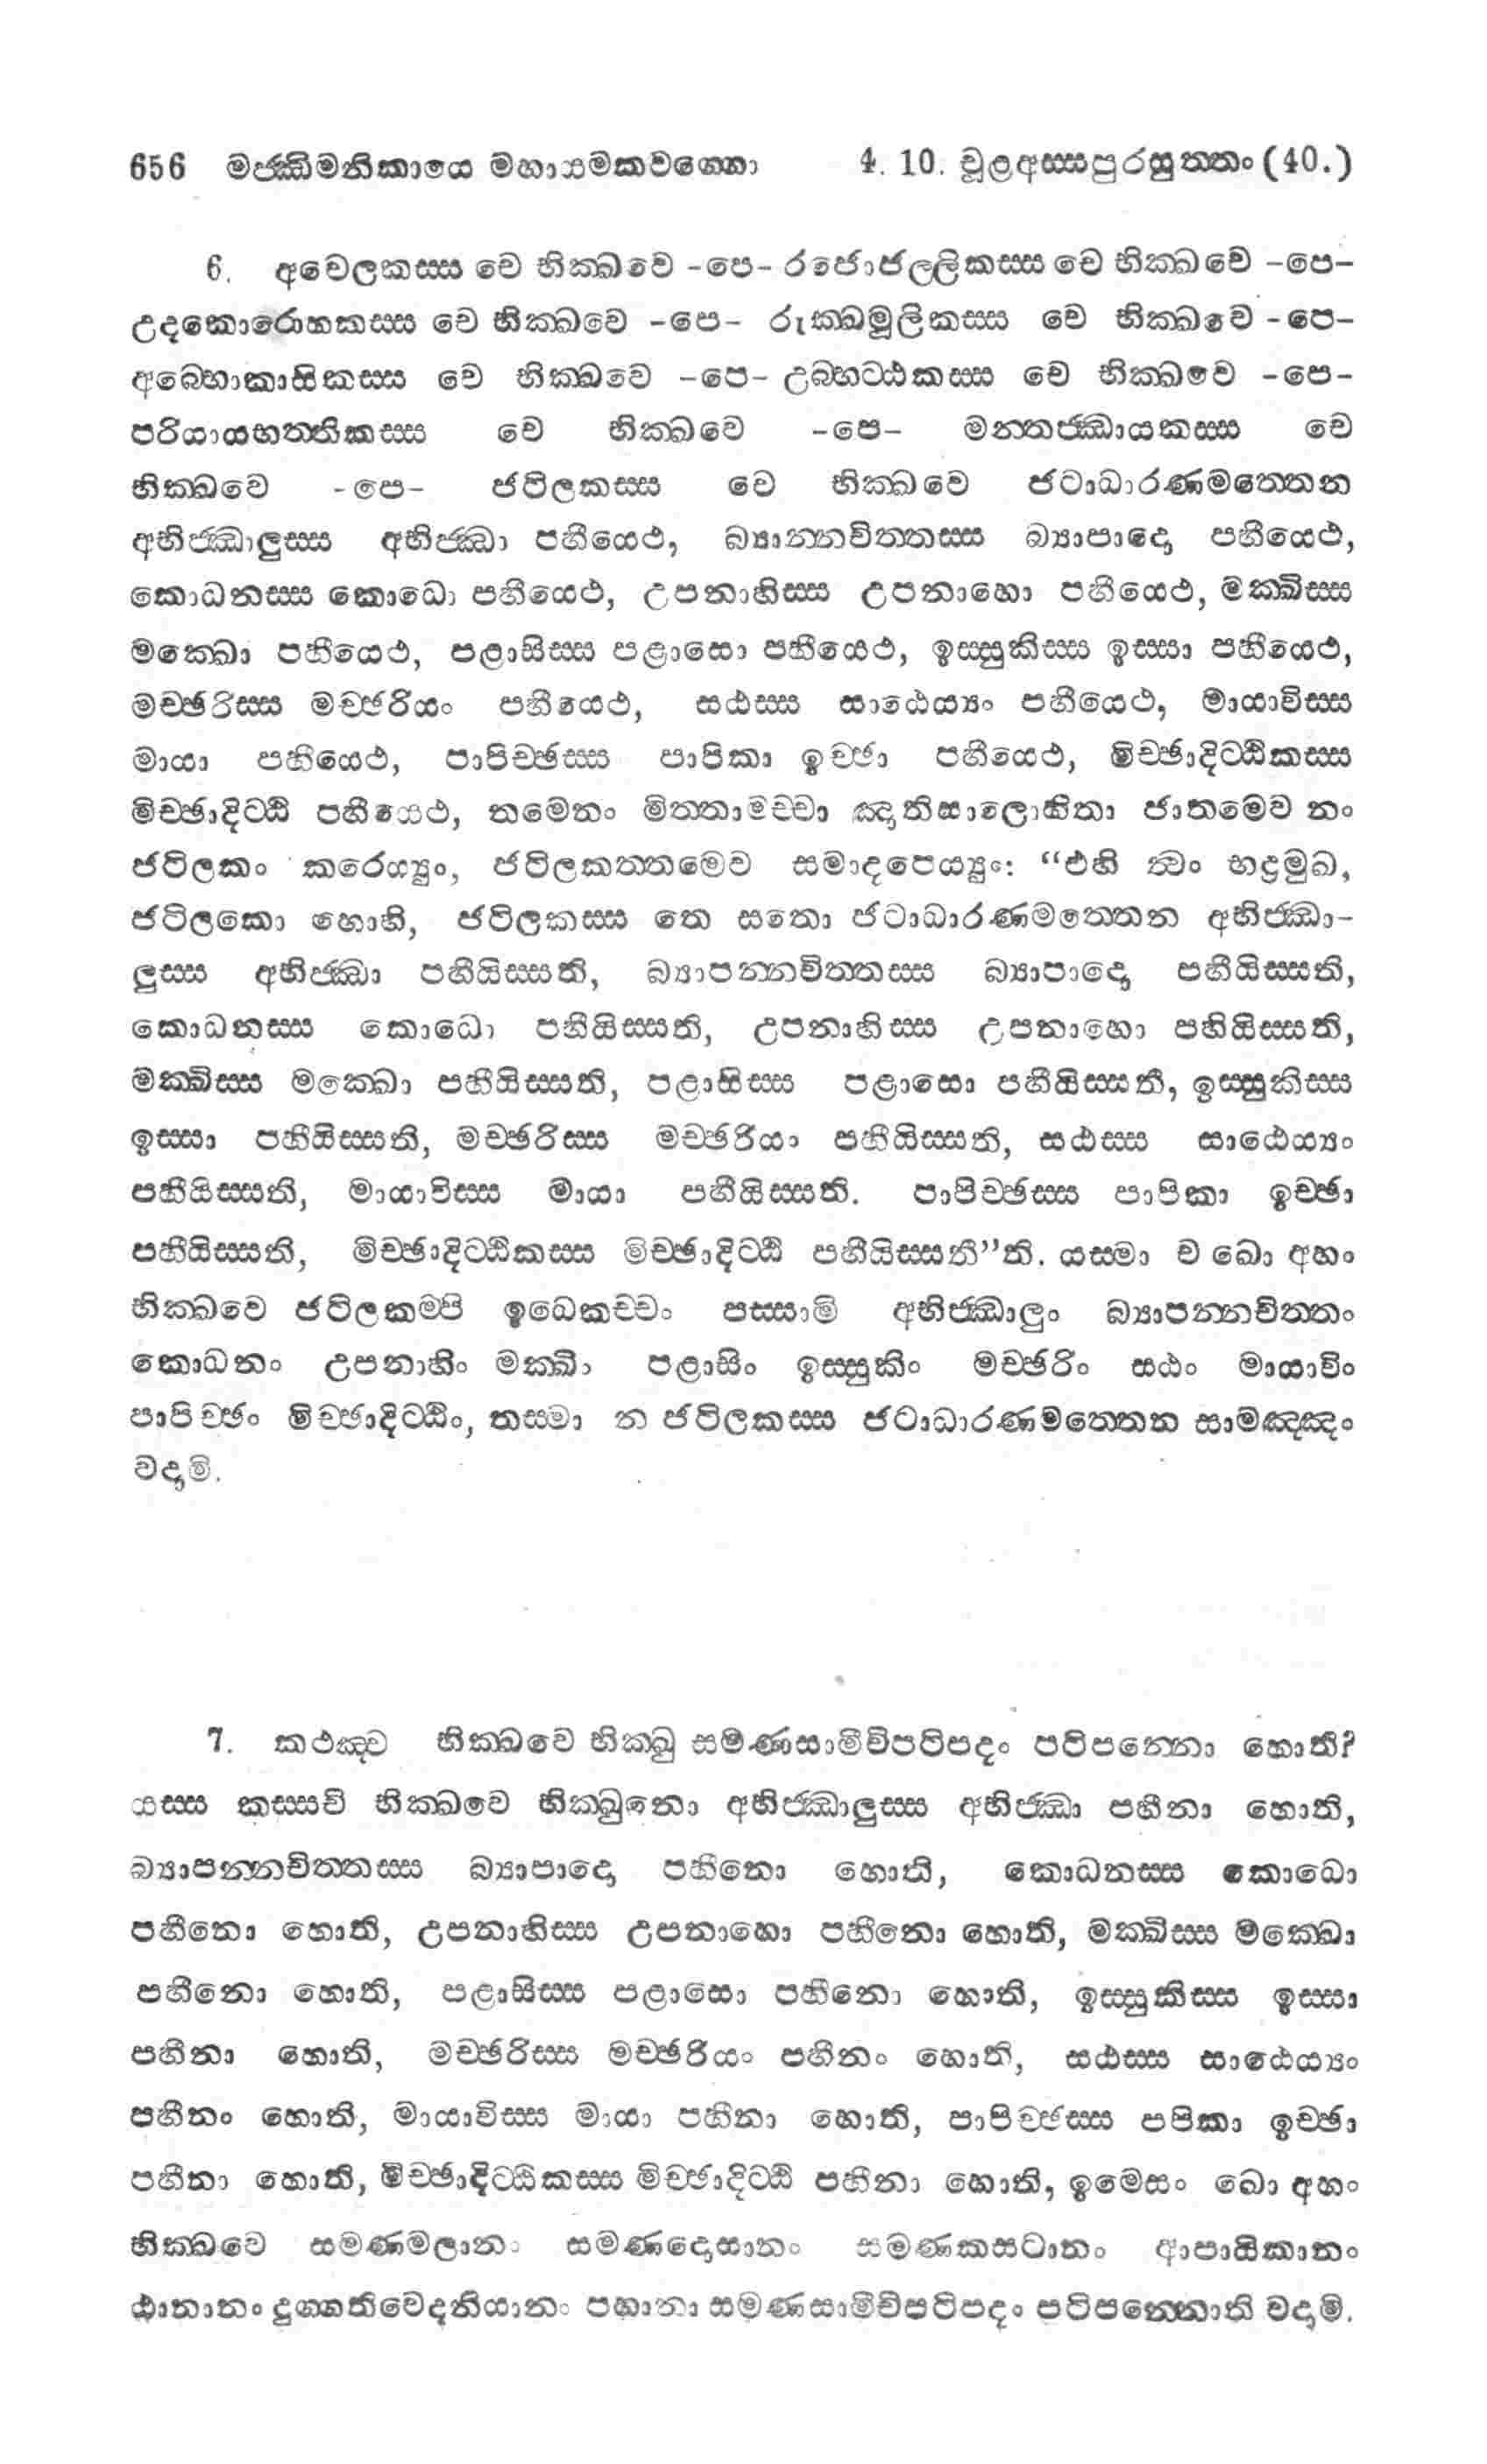 656 මජ්ඣිමනිකායෙ මහායමකවග්ගො 4. 10. චූළඅස්සපුරසුත්තං (40.)
6. අචෙලකස්ස චෙ භික්ඛවෙ -පෙ- රජොජල්ලිකස්ස චෙ භික්ඛවෙ -පෙ-
උදකොරොහකස්ස චෙ භික්ඛවෙ -පෙ- රුක්ඛමූලිකස්ස චෙ භික්ඛවෙ -පෙ-
අබ්භොකාසිකස්ස චෙ භික්ඛවෙ -පෙ- උබ්භට්ඨකස්ස චෙ භික්ඛවෙ -පෙ-
පරියායභත්තිකස්ස චෙ භික්ඛවෙ -පෙ- මන්තජ්ඣායකස්ස චෙ
භික්ඛවෙ -පෙ- ජටිලකස්ස චෙ භික්ඛවෙ ජටාධාරණමත්තෙන
අභිජ්ඣාලුස්ස අභිජ්ඣා පහීයෙථ, බ්‍යාන්නචිත්තස්ස බ්‍යාපාදො පහීයෙථ,
කොධනස්ස කොධො පහීයෙථ, උපනාහිස්ස උපනාහො පහීයෙථ, මක්ඛිස්ස
මක්ඛො පහීයෙථ, පළාසිස්ස පළාසො පහීයෙථ, ඉස්සුකිස්ස ඉස්සා පහීයෙථ,
මච්ඡරිස්ස මච්ඡරියං පහීයෙථ, සඨස්ස සාඨෙය්‍යං පහීයෙථ, මායාවිස්ස
මායා පහීයෙථ, පාපිච්ඡස්ස පාපිකා ඉච්ඡා පහීයෙථ, මිච්ඡාදිට්ඨිකස්ස
මිච්ඡාදිට්ඨි පහීයෙථ, තමෙනං මිත්තාමච්චා ඤාතිසාලොහිතා ජාතමෙව නං
ජටිලකං කරෙය්‍යුං, ජටිලකත්තමෙව සමාදපෙය්‍යුං: “එහි ත්වං භද්‍රමුඛ,
ජටිලකො හොහි, ජටිලකස්ස තෙ සතො ජටාධාරණමත්තෙන අභිජ්ඣා-
ලුස්ස අභිජ්ඣා පහීයිස්සති, බ්‍යාපන්නචිත්තස්ස බ්‍යාපාදො පහීයිස්සති,
කොධනස්ස කොධො පහීයිස්සති, උපනාහිස්ස උපනාහො පහියිස්සති,
මක්ඛිස්ස මක්ඛො පහීයිස්සති, පළාසිස්ස පළාසො පහීයිස්සති, ඉස්සුකිස්ස
ඉස්සා පහීයිස්සති, මච්ඡරිස්ස මච්ඡරියා පහීයිස්සති, සඨස්ස සාඨෙය්‍යං
පහීයිස්සති, මායාවිස්ස මායා පහීයිස්සති. පාපිච්ඡස්ස පාපිකා ඉච්ඡා
පහීයිස්සති, මිච්ඡාදිට්ඨිකස්ස මිච්ඡාදිට්ඨි පහීයිස්සතී”ති. යස්මා ච ඛො අහං
භික්ඛවෙ ජටිලකම්පි ඉධෙකච්චං පස්සාමි අභිජ්ඣාලුං බ්‍යාපන්නචිත්තං
කොධනං උපනාහිං මක්ඛිං පළාසිං ඉස්සුකිං මච්ඡරිං සඨං මායාවිං
පාපිච්ඡං මිච්ඡාදිට්ඨිං, තස්මා න ජටිලකස්ස ජටාධාරණමත්තෙන සාමඤ්ඤං
වදාමි.
7. කථඤ්ච භික්ඛවෙ භික්ඛු සමණසාමීචිපටිපදං පටිපන්නො හොති?
යස්ස කස්සචි භික්ඛවෙ භික්ඛුනො අභිජ්ඣාලුස්ස අභිජ්ඣා පහීනා හොති,
බ්‍යාපන්නචිත්තස්ස බ්‍යාපාදො පහීනො හොති, කොධනස්ස කොධො
පහීනො හොති, උපනාහිස්ස උපනාහො පහීනො හොති, මක්ඛිස්ස මක්ඛො
පහීනො හොති, පළාසිස්ස පළාසො පහීනො හොති, ඉස්සුකිස්ස ඉස්සා
පහීනා හොති, මච්ඡරිස්ස මච්ඡරියං පහීනං හොති, සඨස්ස සාඨෙය්‍යං
පහීනං හොති, මායාවිස්ස මායා පහීනා හොති, පාපිච්ඡස්ස පපිකා ඉච්ඡා
පහීනා හොති, මිච්ඡාදිට්ඨිකස්ස මිච්ඡාදිට්ඨි පහීනා හොති, ඉමෙසං ඛො අහං
භික්ඛවෙ සමණමලානං සමණදොසානං සමණකසටානං ආපායිකානං
ඨානානං දුග්ගතිවෙදනියානං පහානා සමණසාමීචිපටිපදං පටිපන්නොති වදාමි.